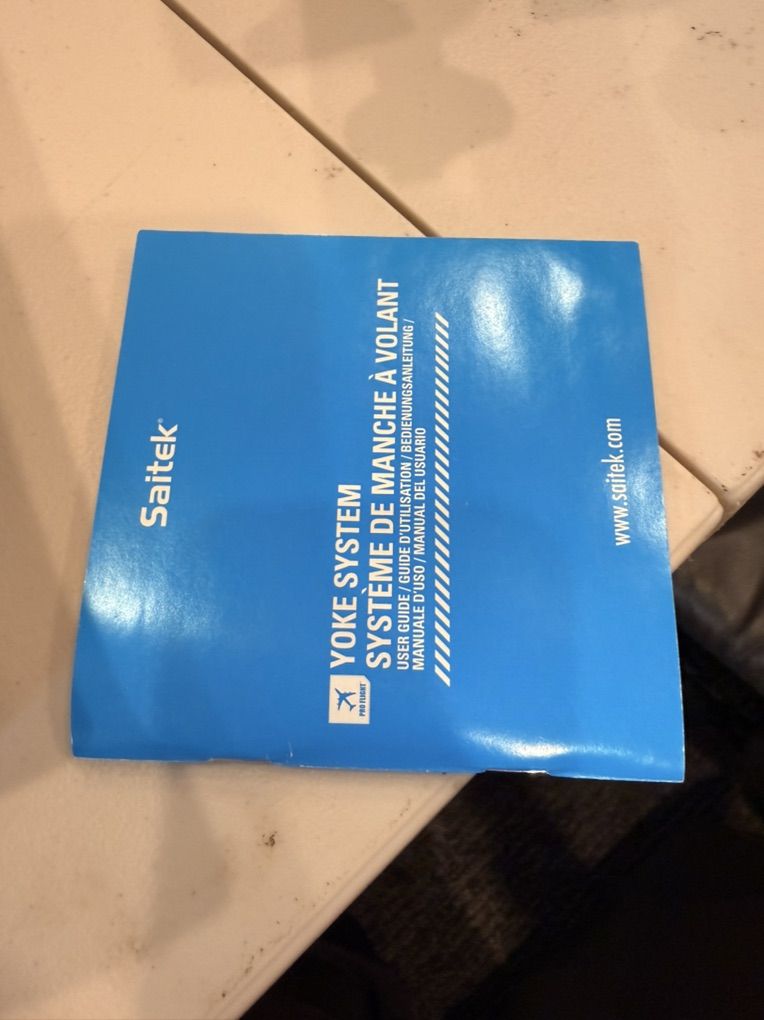 Saitek®
PRO FLIGHT
YOKE SYSTEM
SYSTÈME DE MANCHE À VOLANT
USER GUIDE / GUIDE D'UTILISATION / BEDIENUNGSANLEITUNG /
MANUALE D'USO / MANUAL DEL USUARIO
www.saitek.com